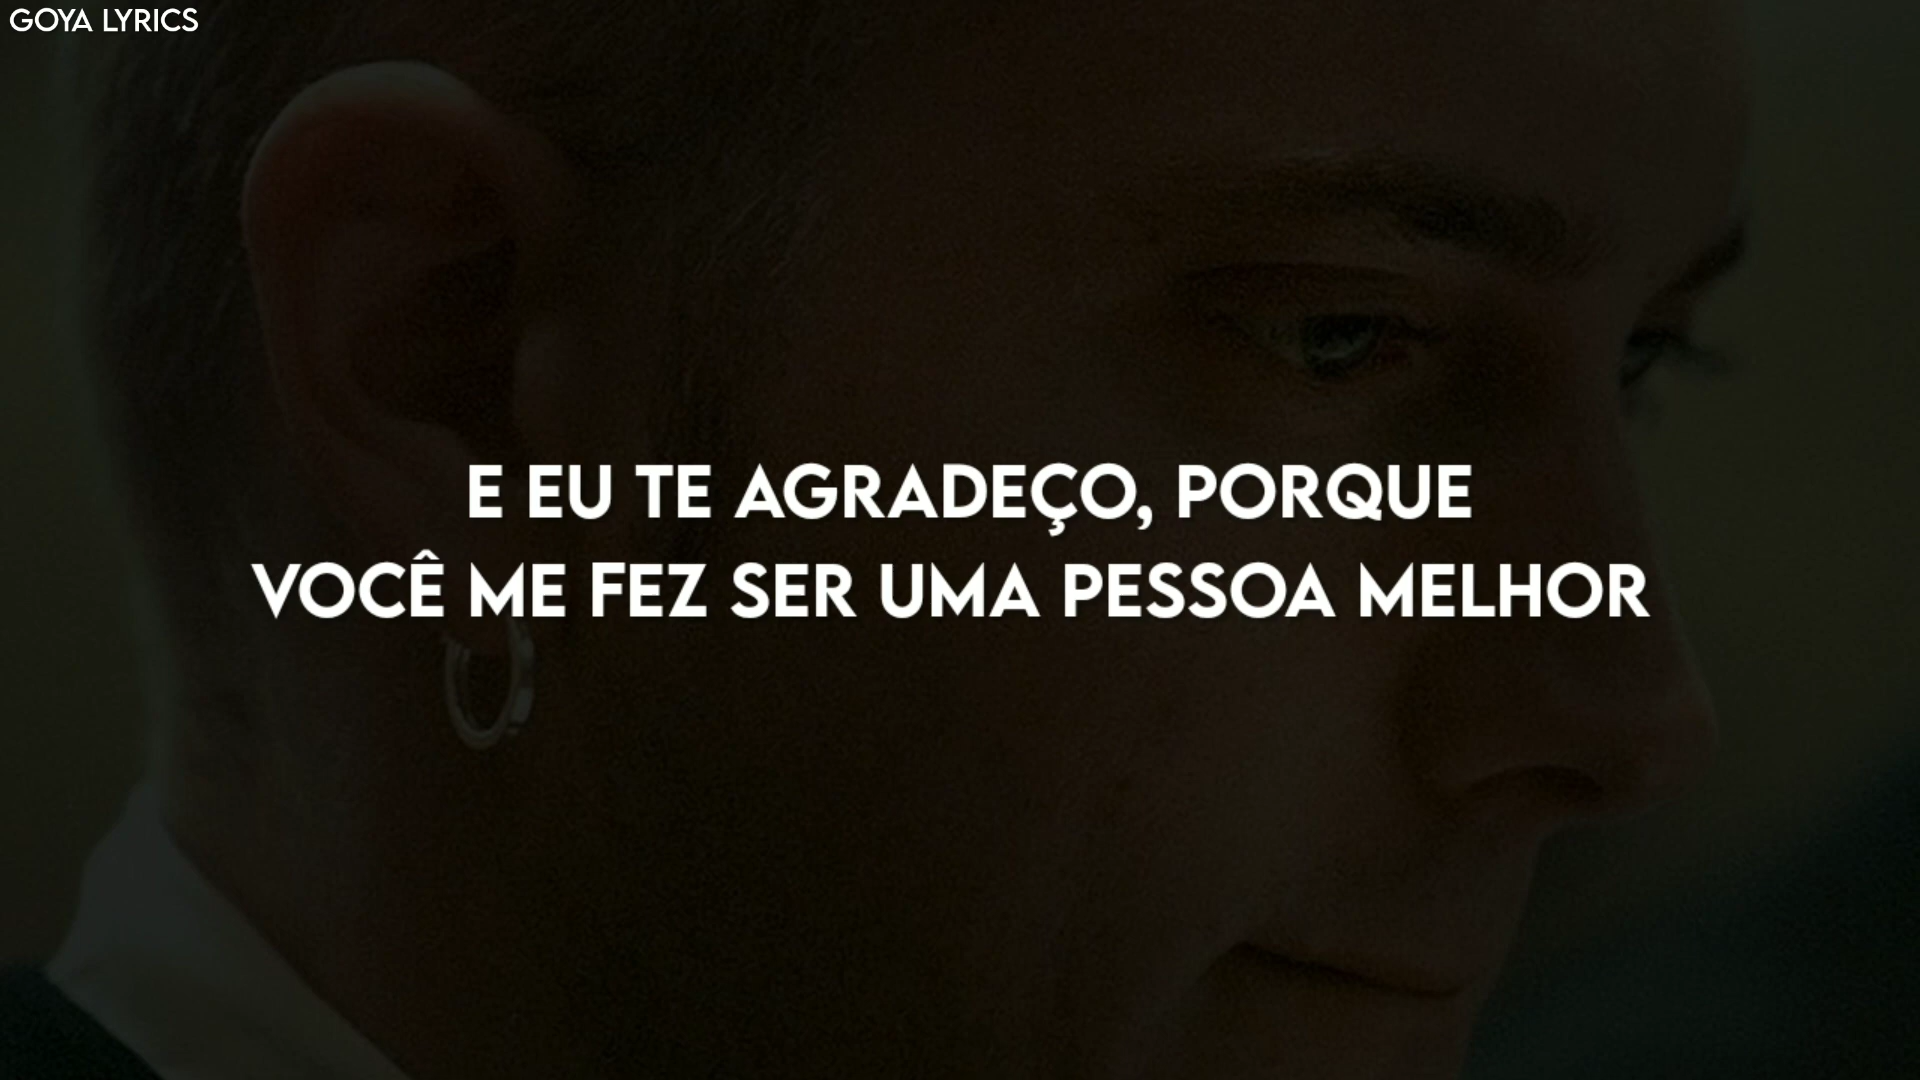 GOYA LYRICS
E EU TE AGRADEÇO, PORQUE
VOCÊ ME FEZ SER UMA PESSOA MELHOR